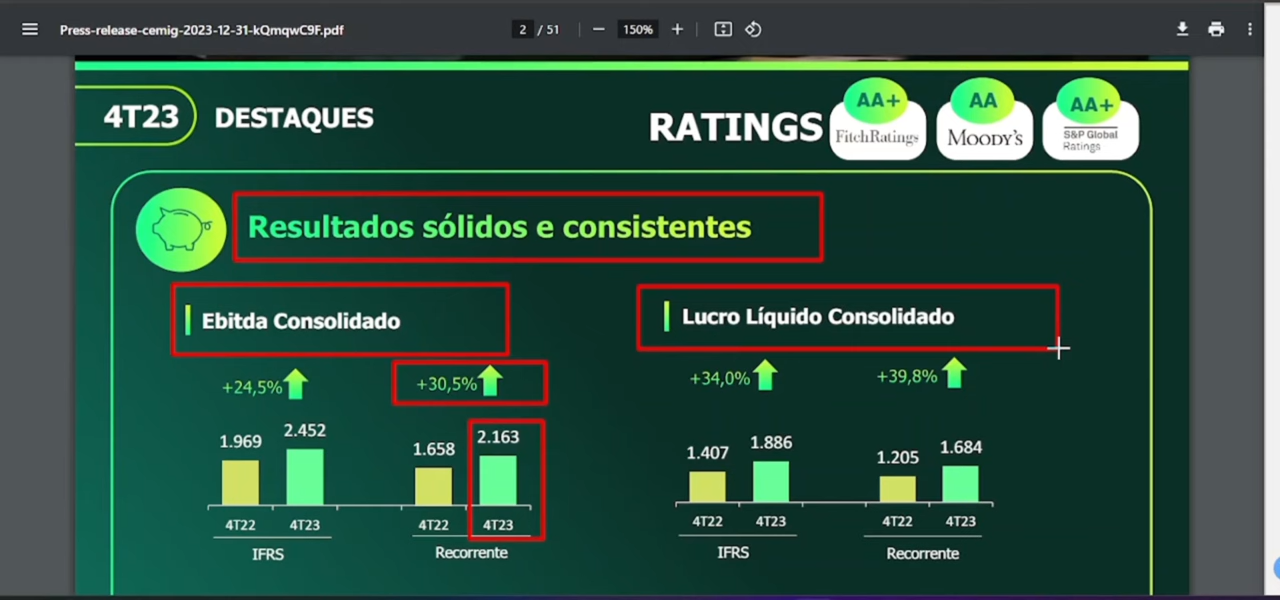 Press-release-cemig-2023-12-31-kQmqwC9F.pdf 2 / 51 150%
4T23 DESTAQUES
RATINGS
AA+ FitchRatings
AA MOODY'S
AA+ S&P Global
Ratings
Resultados sólidos e consistentes
Ebitda Consolidado
+24,5% +30,5%
1.969 2.452 1.658 2.163
4T22 4T23 4T22 4T23
IFRS Recorrente
Lucro Líquido Consolidado
+34,0% +39,8%
1.407 1.886 1.205 1.684
4T22 4T23 4T22 4T23
IFRS Recorrente